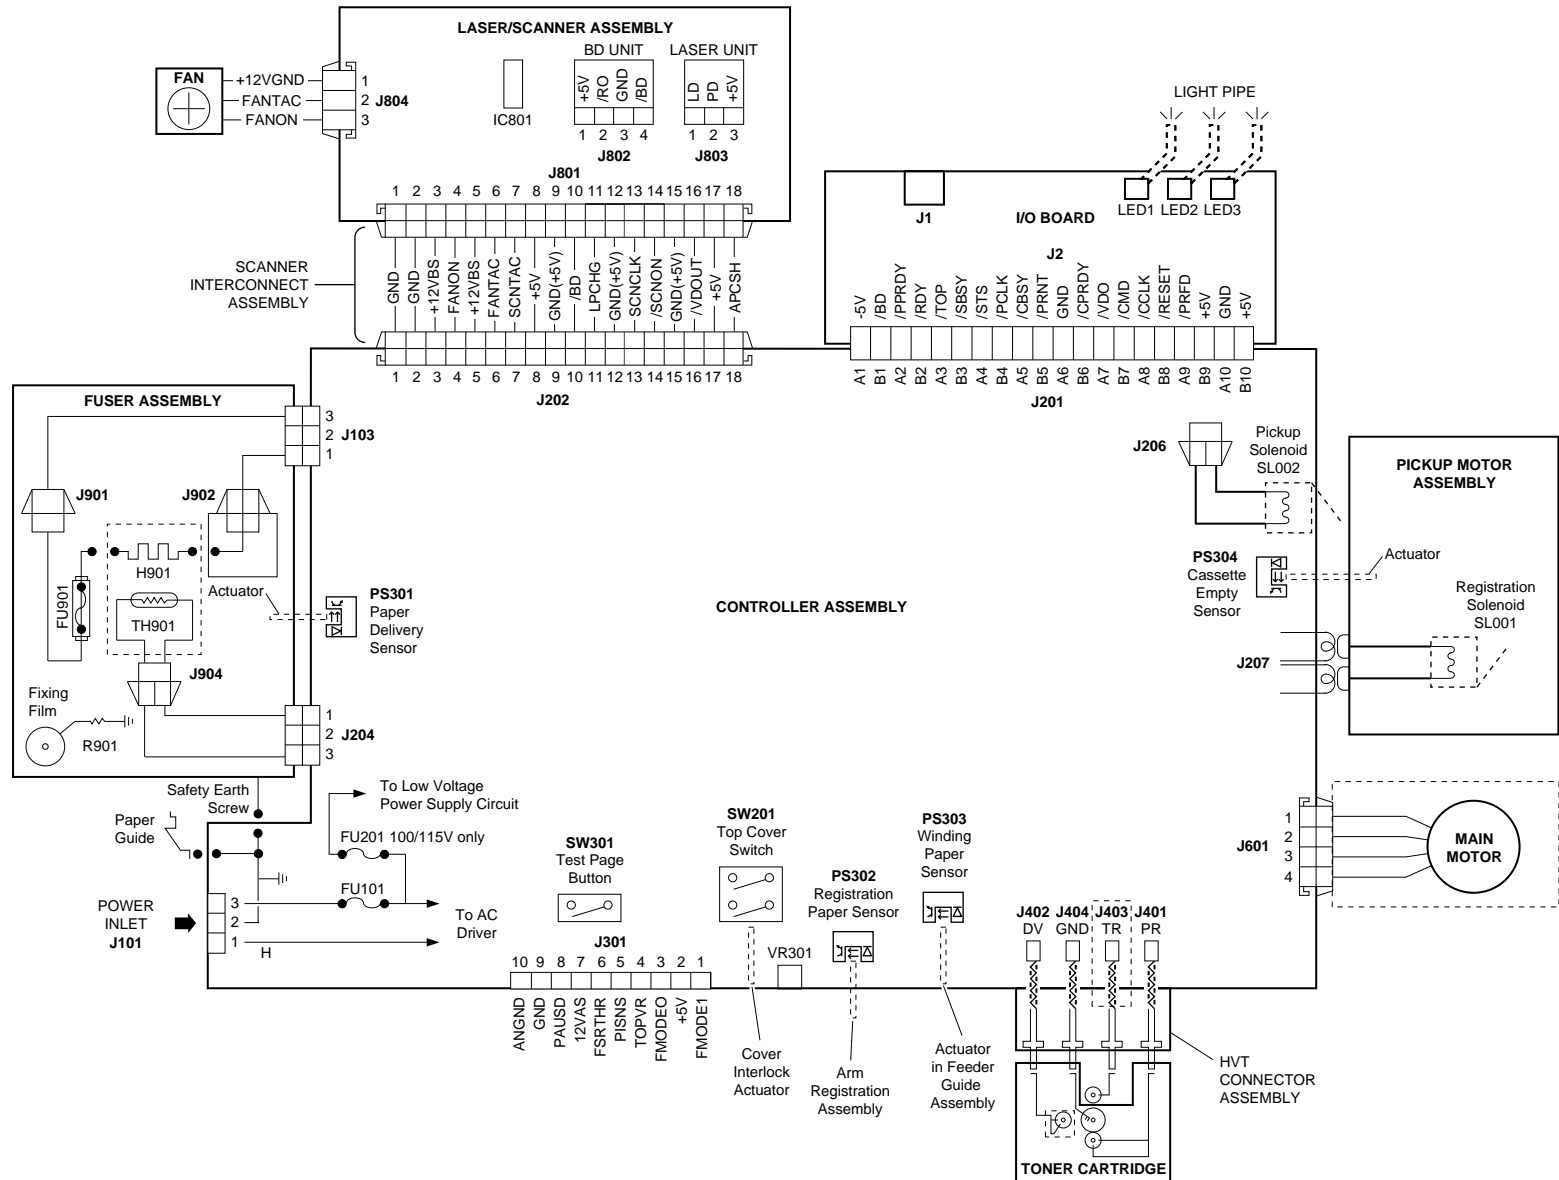 LASER/SCANNER ASSEMBLY
BD UNIT
LASER UNIT
+5V
/RO
GND
/BD
LD
PD
+5V
IC801
1 2 3 4
1 2 3
J802
J803
FAN
+12VGND
FANTAC
FANON
1
2
3
J804
J801
1 2 3 4 5 6 7 8 9 10 11 12 13 14 15 16 17 18
SCANNER
INTERCONNECT
ASSEMBLY
GND
GND
+12VBS
FANON
+12VBS
FANTAC
SCNTAC
+5V
GND(+5V)
/BD
LPCHG
GND(+5V)
SCNCLK
/SCNON
GND(+5V)
/VDOUT
+5V
APCSH
1 2 3 4 5 6 7 8 9 10 11 12 13 14 15 16 17 18
J202
LIGHT PIPE
LED1 LED2 LED3
J1
I/O BOARD
J2
-5V
/BD
/PPRDY
/RDY
/TOP
/SBSY
/STS
/PCLK
/CBSY
/PRNT
GND
/CPRDY
/VDO
/CMD
/CCLK
/RESET
/PRFD
+5V
GND
+5V
A1 B1 A2 B2 A3 B3 A4 B4 A5 B5 A6 B6 A7 B7 A8 B8 A9 B9 A10 B10
J201
FUSER ASSEMBLY
3
2
1
J103
J901
J902
H901
FU901
TH901
Actuator
J904
Fixing
Film
R901
1
2
3
J204
PS301
Paper
Delivery
Sensor
CONTROLLER ASSEMBLY
J206
Pickup
Solenoid
SL002
PICKUP MOTOR
ASSEMBLY
PS304
Cassette
Empty
Sensor
Actuator
Registration
Solenoid
SL001
J207
Safety Earth
Screw
Paper
Guide
To Low Voltage
Power Supply Circuit
FU201 100/115V only
FU101
To AC
Driver
POWER
INLET
J101
3
2
1
H
SW301
Test Page
Button
J301
10 9 8 7 6 5 4 3 2 1
ANGND
GND
PAUSD
12VAS
FSRTHR
PISNS
TOPVR
FMODEO
+5V
FMODE1
SW201
Top Cover
Switch
VR301
Cover
Interlock
Actuator
PS302
Registration
Paper Sensor
Arm
Registration
Assembly
PS303
Winding
Paper
Sensor
Actuator
in Feeder
Guide
Assembly
J601
1
2
3
4
MAIN
MOTOR
J402 J404 J403 J401
DV GND TR PR
HVT
CONNECTOR
ASSEMBLY
TONER CARTRIDGE